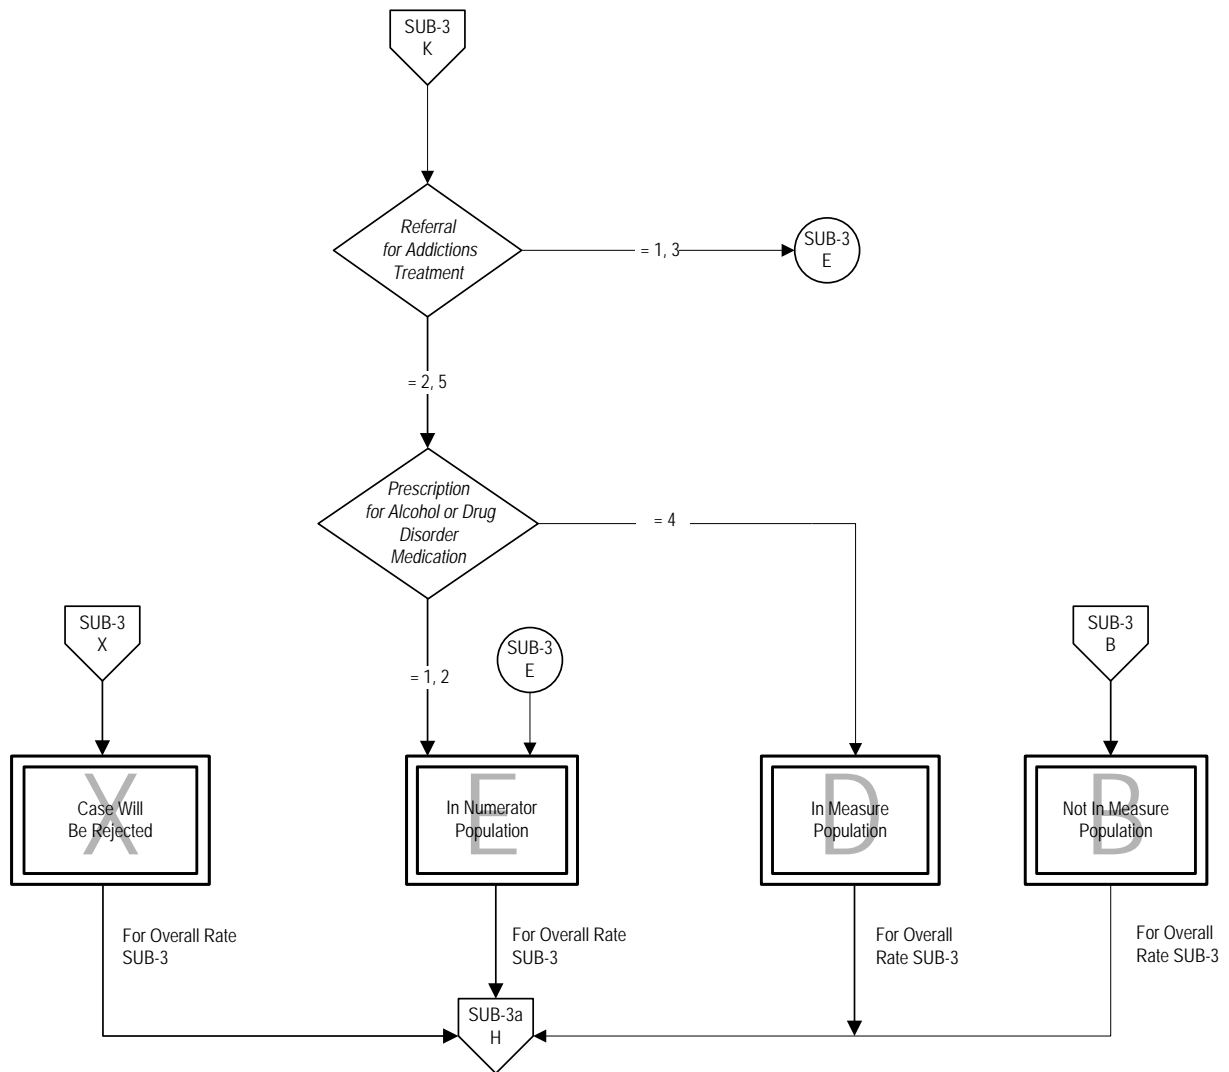 SUB-3
K
Referral
for Addictions
Treatment
= 1, 3
SUB-3
E
= 2, 5
Prescription
for Alcohol or Drug
Disorder
Medication
= 4
SUB-3
X
= 1, 2
SUB-3
E
SUB-3
B
X
Case Will
Be Rejected
E
In Numerator
Population
D
In Measure
Population
B
Not In Measure
Population
For Overall Rate
SUB-3
For Overall Rate
SUB-3
For Overall
Rate SUB-3
For Overall
Rate SUB-3
SUB-3a
H